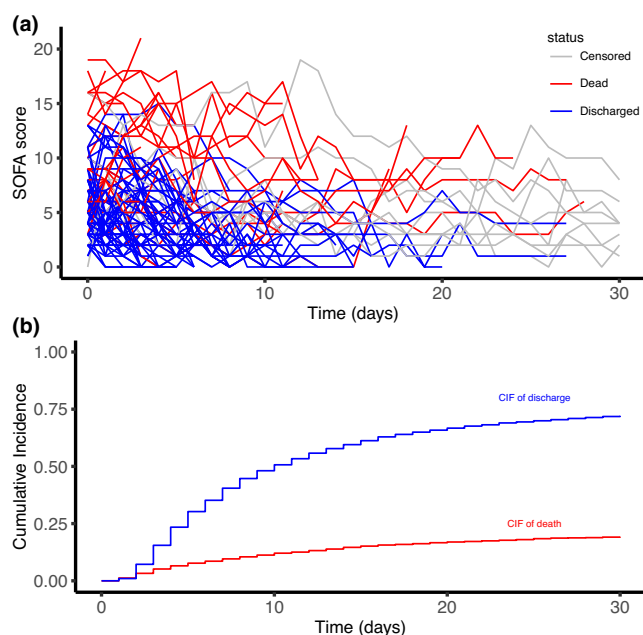 (a)
status
Censored
Dead
Discharged
20
15
10
5
0
SOFA score
0 10 20 30
Time (days)
(b)
1.00
0.75
0.50
0.25
0.00
Cumulative Incidence
CIF of discharge
CIF of death
0 10 20 30
Time (days)